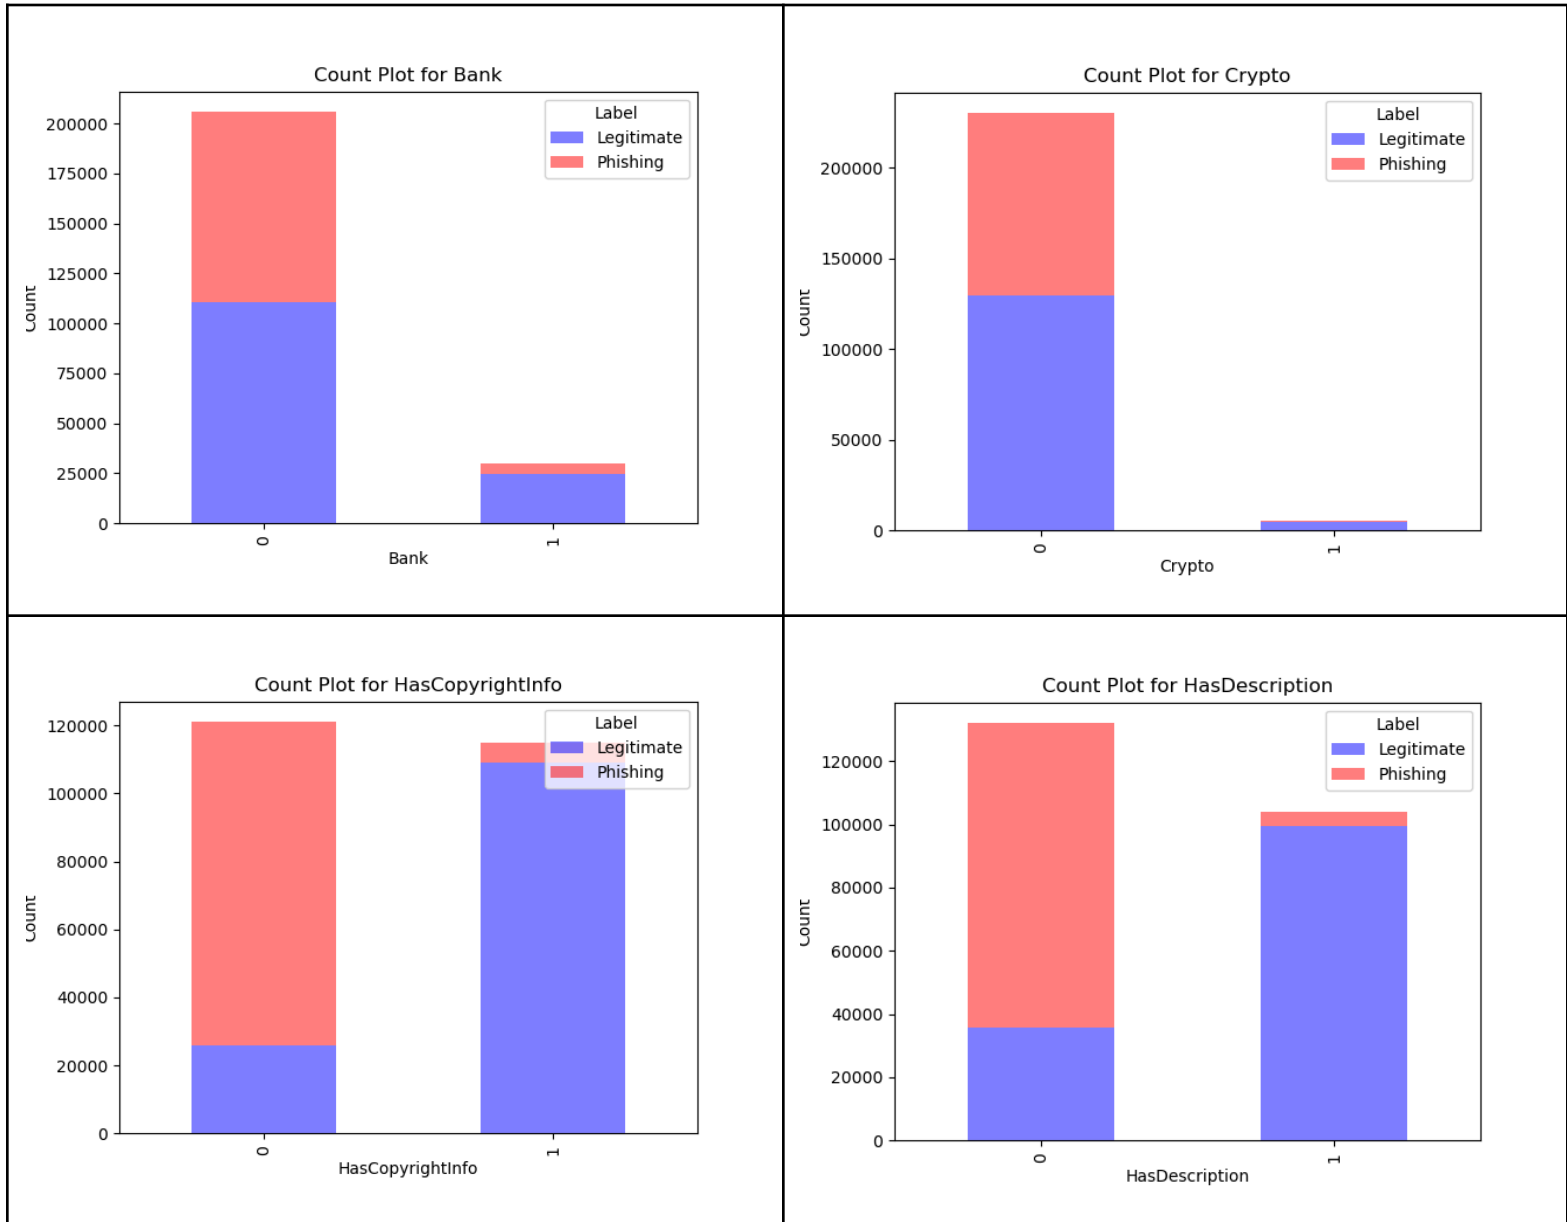 Count Plot for Bank
Label
Legitimate
Phishing
200000
175000
150000
125000
100000
75000
50000
25000
0
Count
0
1
Bank
Count Plot for Crypto
Label
Legitimate
Phishing
200000
150000
100000
50000
0
Count
0
1
Crypto
Count Plot for HasCopyrightInfo
Label
Legitimate
Phishing
120000
100000
80000
60000
40000
20000
0
Count
0
1
HasCopyrightInfo
Count Plot for HasDescription
Label
Legitimate
Phishing
120000
100000
80000
60000
40000
20000
0
Count
0
1
HasDescription